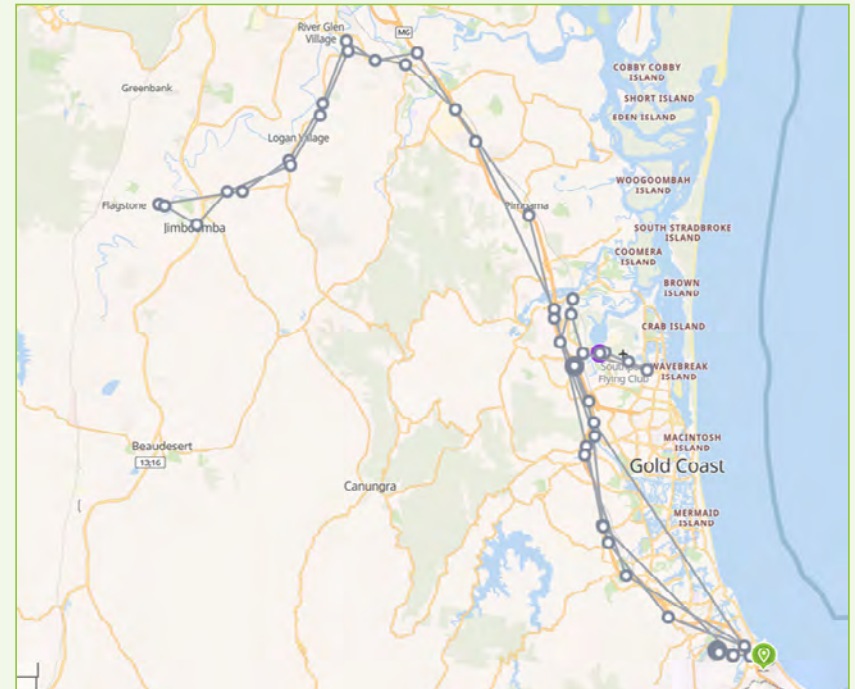 River Glen
Village
M6
COBBY COBBY
ISLAND
Greenbank
SHORT ISLAND
EDEN ISLAND
Logan Village
WOOGOOMBAH
ISLAND
Flagstone
Pimpama
Jimboomba
SOUTH STRADBROKE
ISLAND
COOMERA
ISLAND
BROWN
ISLAND
CRAB ISLAND
WAVEBREAK
ISLAND
Flying Club
MACINTOSH
ISLAND
Beaudesert
13;16
Gold Coast
Canungra
MERMAID
ISLAND